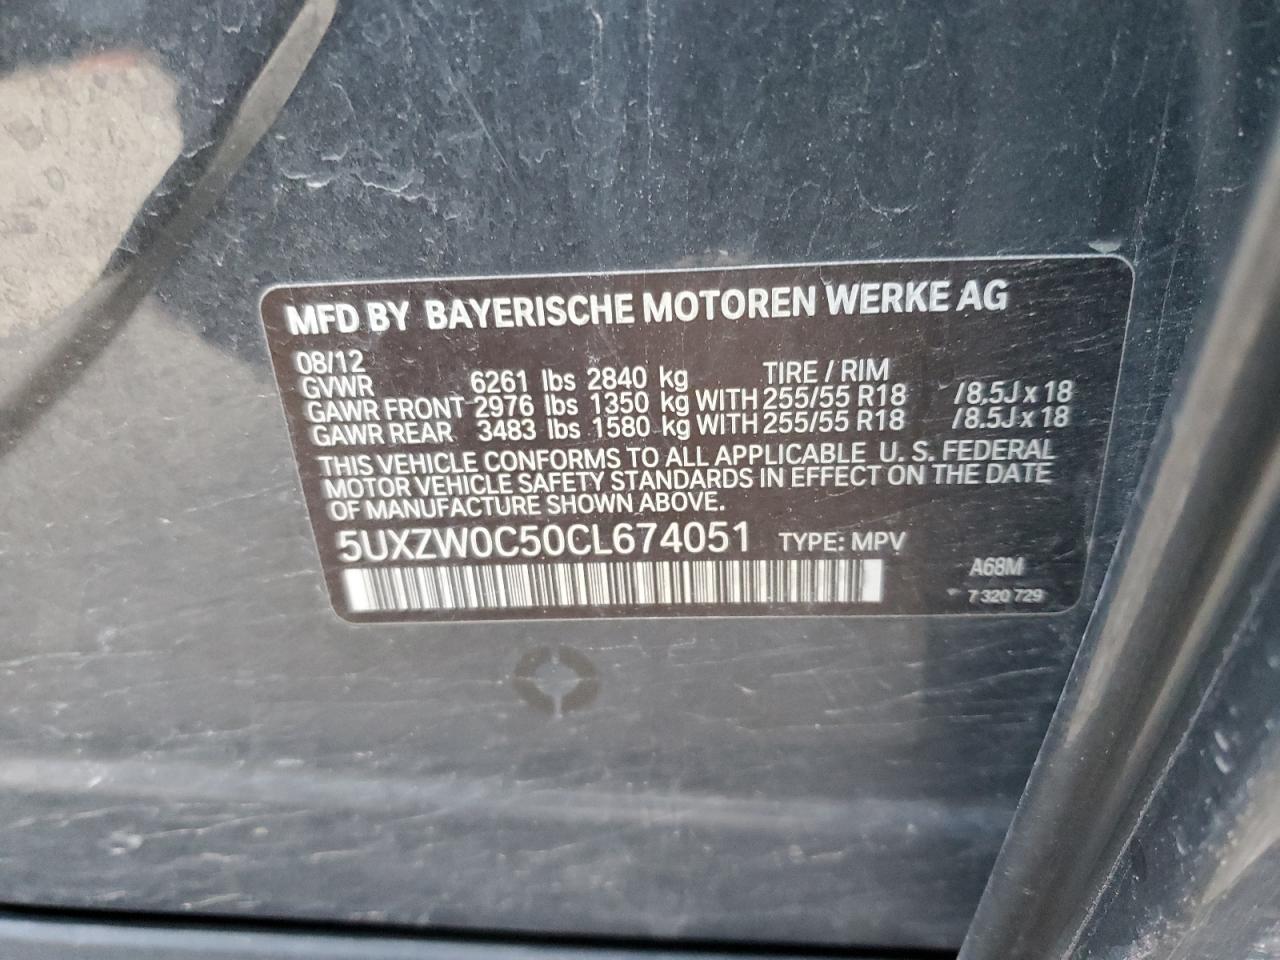 MFD BY BAYERISCHE MOTOREN WERKE AG
08/12 TIRE / RIM
GVWR 6261 lbs 2840 kg
GAWR FRONT 2976 lbs 1350 kg WITH 255/55 R18 /8.5J x 18
GAWR REAR 3483 lbs 1580 kg WITH 255/55 R18 /8.5J x 18
THIS VEHICLE CONFORMS TO ALL APPLICABLE U. S. FEDERAL
MOTOR VEHICLE SAFETY STANDARDS IN EFFECT ON THE DATE
OF MANUFACTURE SHOWN ABOVE.
5UXZW0C50CL674051 TYPE: MPV
A68M
7 320 729